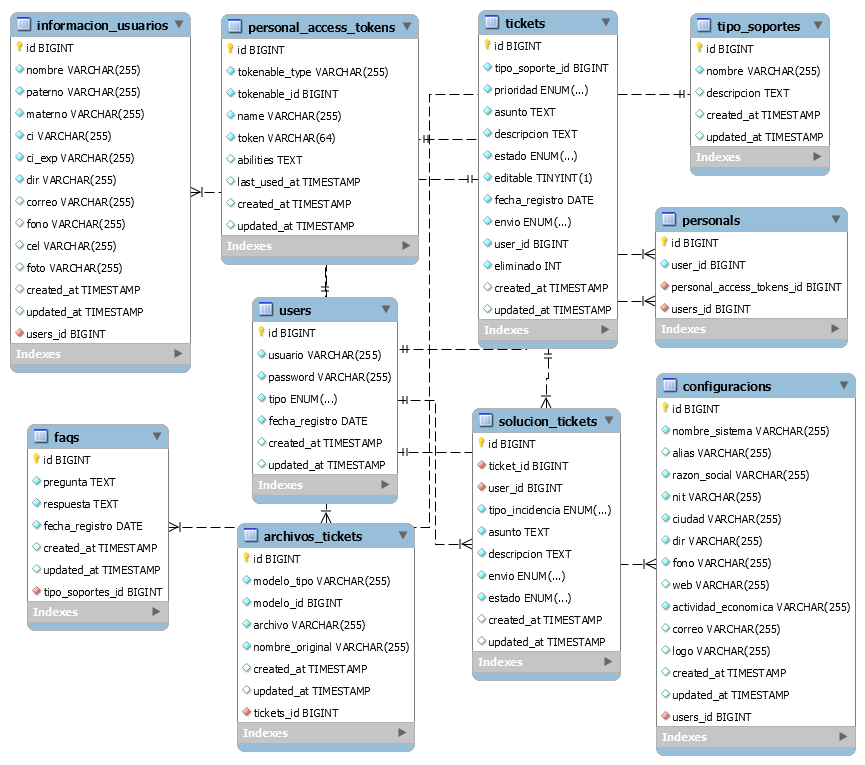 informacion_usuarios
id BIGINT
nombre VARCHAR(255)
paterno VARCHAR(255)
materno VARCHAR(255)
ci VARCHAR(255)
ci_exp VARCHAR(255)
dir VARCHAR(255)
correo VARCHAR(255)
fono VARCHAR(255)
cel VARCHAR(255)
foto VARCHAR(255)
created_at TIMESTAMP
updated_at TIMESTAMP
users_id BIGINT
Indexes
personal_access_tokens
id BIGINT
tokenable_type VARCHAR(255)
tokenable_id BIGINT
name VARCHAR(255)
token VARCHAR(64)
abilities TEXT
last_used_at TIMESTAMP
created_at TIMESTAMP
updated_at TIMESTAMP
Indexes
tickets
id BIGINT
tipo_soporte_id BIGINT
prioridad ENUM(...)
asunto TEXT
descripcion TEXT
estado ENUM(...)
editable TINYINT(1)
fecha_registro DATE
envio ENUM(...)
user_id BIGINT
eliminado INT
created_at TIMESTAMP
updated_at TIMESTAMP
Indexes
tipo_soportes
id BIGINT
nombre VARCHAR(255)
descripcion TEXT
created_at TIMESTAMP
updated_at TIMESTAMP
Indexes
personals
id BIGINT
user_id BIGINT
personal_access_tokens_id BIGINT
users_id BIGINT
Indexes
users
id BIGINT
usuario VARCHAR(255)
password VARCHAR(255)
tipo ENUM(...)
fecha_registro DATE
created_at TIMESTAMP
updated_at TIMESTAMP
Indexes
faqs
id BIGINT
pregunta TEXT
respuesta TEXT
fecha_registro DATE
created_at TIMESTAMP
updated_at TIMESTAMP
tipo_soportes_id BIGINT
Indexes
archivos_tickets
id BIGINT
modelo_tipo VARCHAR(255)
modelo_id BIGINT
archivo VARCHAR(255)
nombre_original VARCHAR(255)
created_at TIMESTAMP
updated_at TIMESTAMP
tickets_id BIGINT
Indexes
solucion_tickets
id BIGINT
ticket_id BIGINT
user_id BIGINT
tipo_incidencia ENUM(...)
asunto TEXT
descripcion TEXT
envio ENUM(...)
estado ENUM(...)
created_at TIMESTAMP
updated_at TIMESTAMP
Indexes
configuracions
id BIGINT
nombre_sistema VARCHAR(255)
alias VARCHAR(255)
razon_social VARCHAR(255)
nit VARCHAR(255)
ciudad VARCHAR(255)
dir VARCHAR(255)
fono VARCHAR(255)
web VARCHAR(255)
actividad_economica VARCHAR(255)
correo VARCHAR(255)
logo VARCHAR(255)
created_at TIMESTAMP
updated_at TIMESTAMP
users_id BIGINT
Indexes